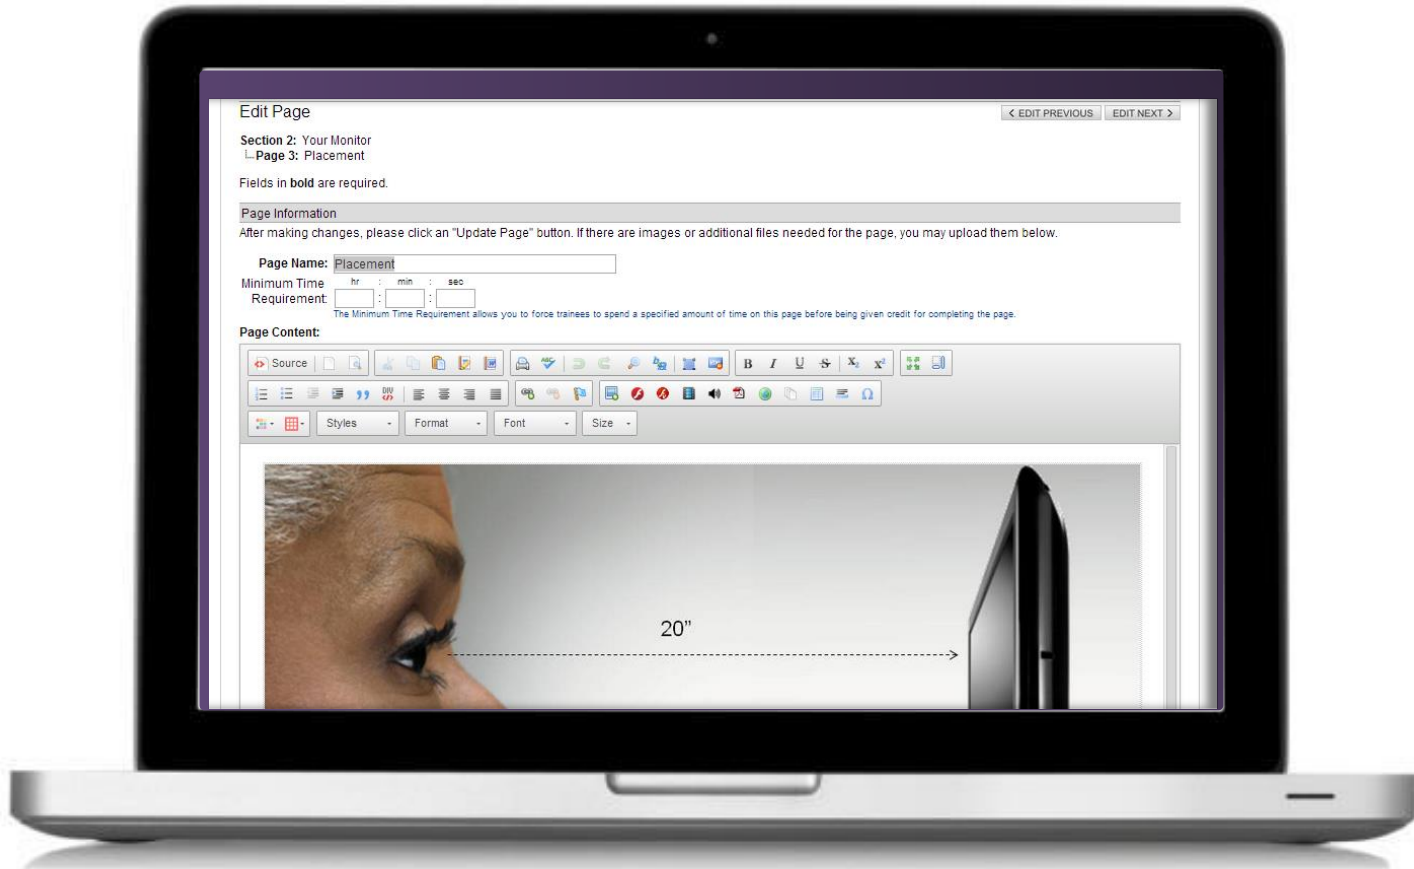 Edit Page
< EDIT PREVIOUS EDIT NEXT >
Section 2: Your Monitor
Page 3: Placement
Fields in bold are required.
Page Information
After making changes, please click an "Update Page" button. If there are images or additional files needed for the page, you may upload them below.
Page Name: Placement
Minimum Time hr : min : sec
Requirement: : :
The Minimum Time Requirement allows you to force trainees to spend a specified amount of time on this page before being given credit for completing the page.
Page Content:
Source ABC B I U S X₂ X²
DIV
Styles Format Font Size
20”